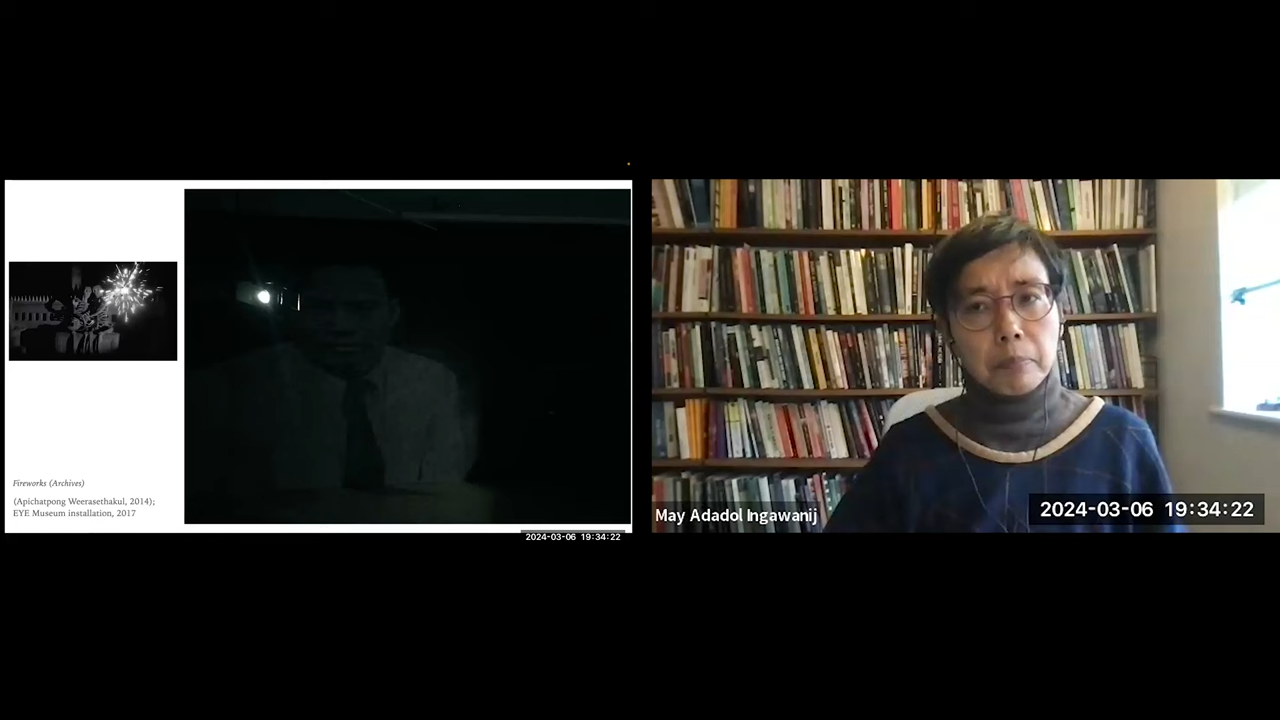 Fireworks (Archives)
(Apichatpong Weerasethakul, 2014);
EYE Museum installation, 2017
2024-03-06 19:34:22
May Adadol Ingawanij
2024-03-06 19:34:22